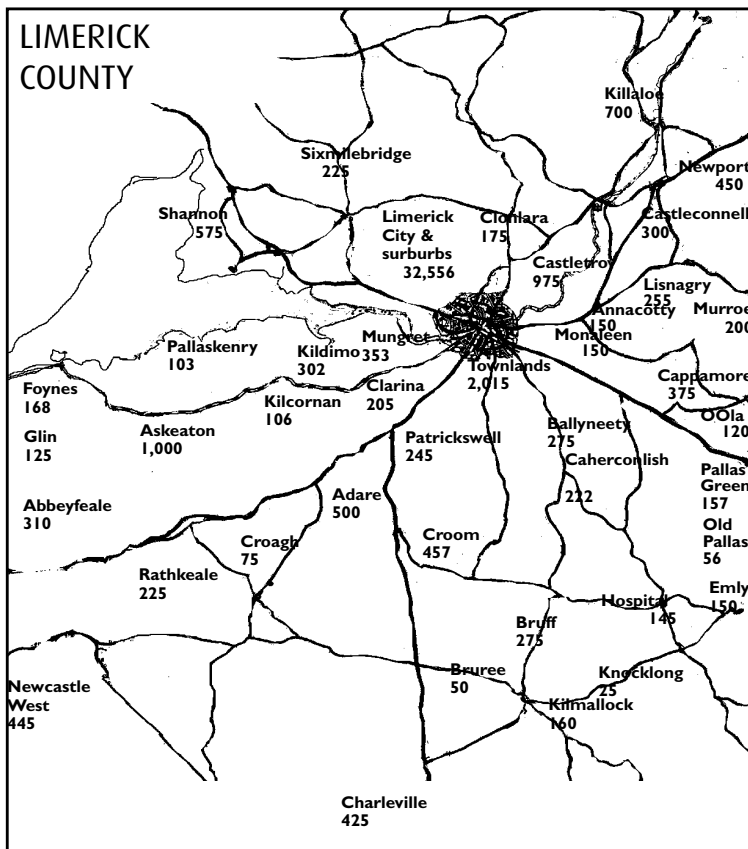 LIMERICK
COUNTY
Killaloe
700
Sixmilebridge
225
Newport
450
Shannon
575
Limerick
City &
surburbs
32,556
Clonlara
175
Castleconnell
300
Castletroy
975
Lisnagry
255
Annacotty
150
Murroe
200
Monaleen
150
Pallaskenry
103
Kildimo
302
Mungret
353
Townlands
2,015
Foynes
168
Kilcornan
106
Clarina
205
Cappamore
375
OOla
120
Glin
125
Askeaton
1,000
Patrickswell
245
Ballyneety
275
Caherconlish
222
Pallas
Green
157
Abbeyfeale
310
Adare
500
Old
Pallas
56
Croagh
75
Croom
457
Rathkeale
225
Emly
150
Hospital
145
Bruff
275
Bruree
50
Knocklong
25
Newcastle
West
445
Kilmallock
160
Charleville
425